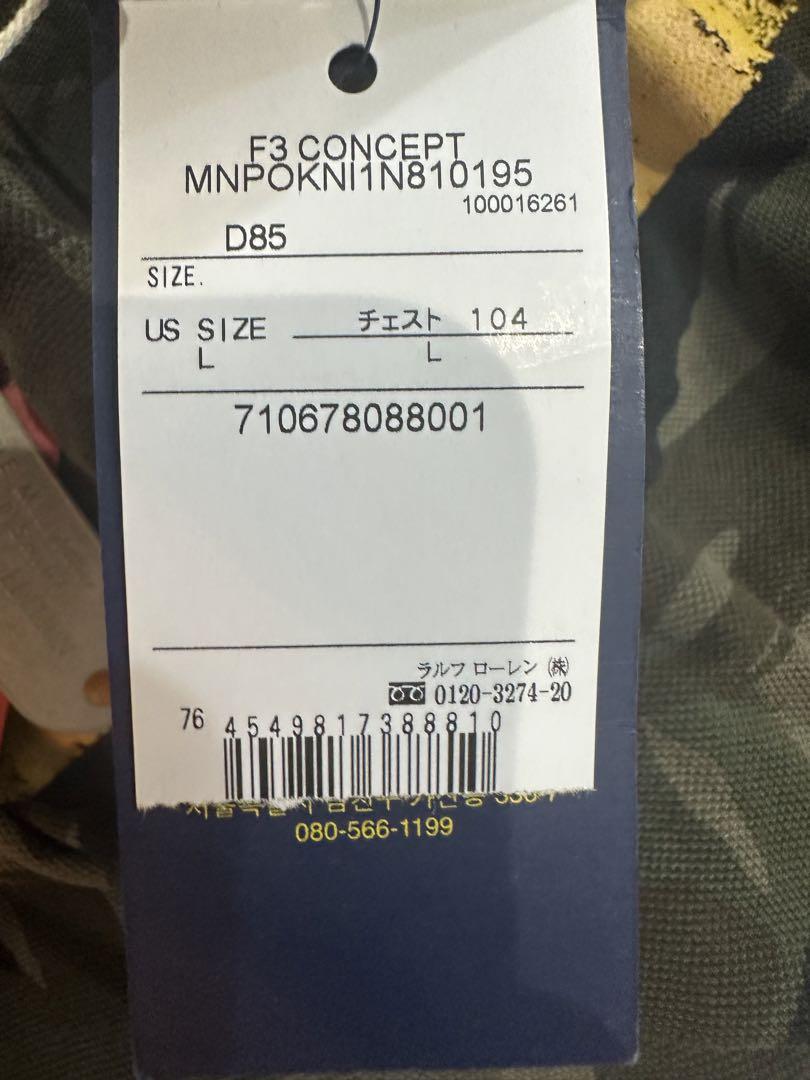 F3 CONCEPT
MNPOKNI1N810195
100016261
D85
SIZE.
US SIZE チェスト 104
L L
710678088001
ラルフ ローレン ㈱
0120-3274-20
76 4549817388810
080-566-1199